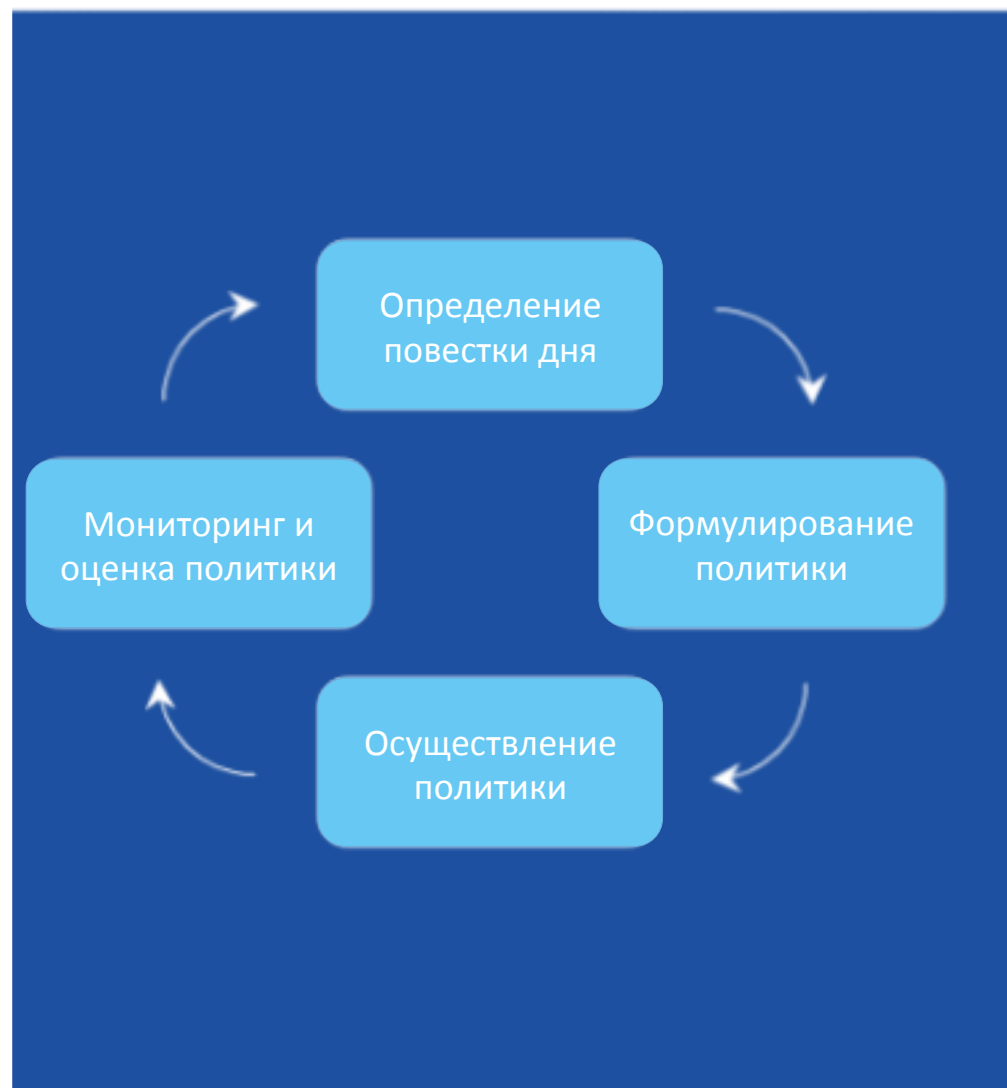 Определение
повестки дня
Формулирование
политики
Осуществление
политики
Мониторинг и
оценка политики